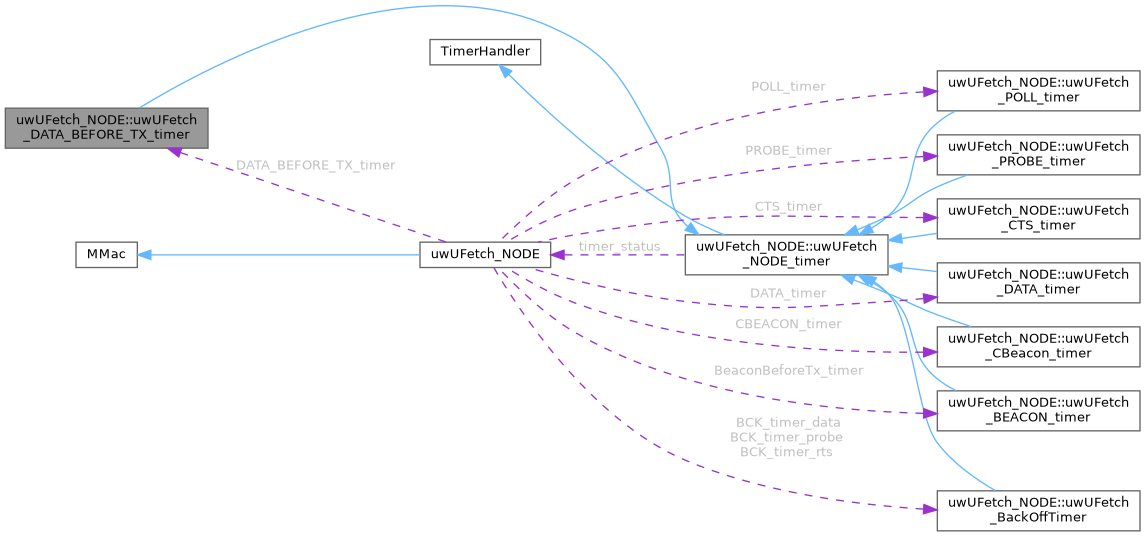 TimerHandler
uwUFetch_NODE::uwUFetch
_DATA_BEFORE_TX_timer
DATA_BEFORE_TX_timer
MMac
uwUFetch_NODE
timer_status
uwUFetch_NODE::uwUFetch
_NODE_timer
POLL_timer
uwUFetch_NODE::uwUFetch
_POLL_timer
PROBE_timer
uwUFetch_NODE::uwUFetch
_PROBE_timer
CTS_timer
uwUFetch_NODE::uwUFetch
_CTS_timer
DATA_timer
uwUFetch_NODE::uwUFetch
_DATA_timer
CBEACON_timer
uwUFetch_NODE::uwUFetch
_CBeacon_timer
BeaconBeforeTx_timer
uwUFetch_NODE::uwUFetch
_BEACON_timer
BCK_timer_data
BCK_timer_probe
BCK_timer_rts
uwUFetch_NODE::uwUFetch
_BackOffTimer